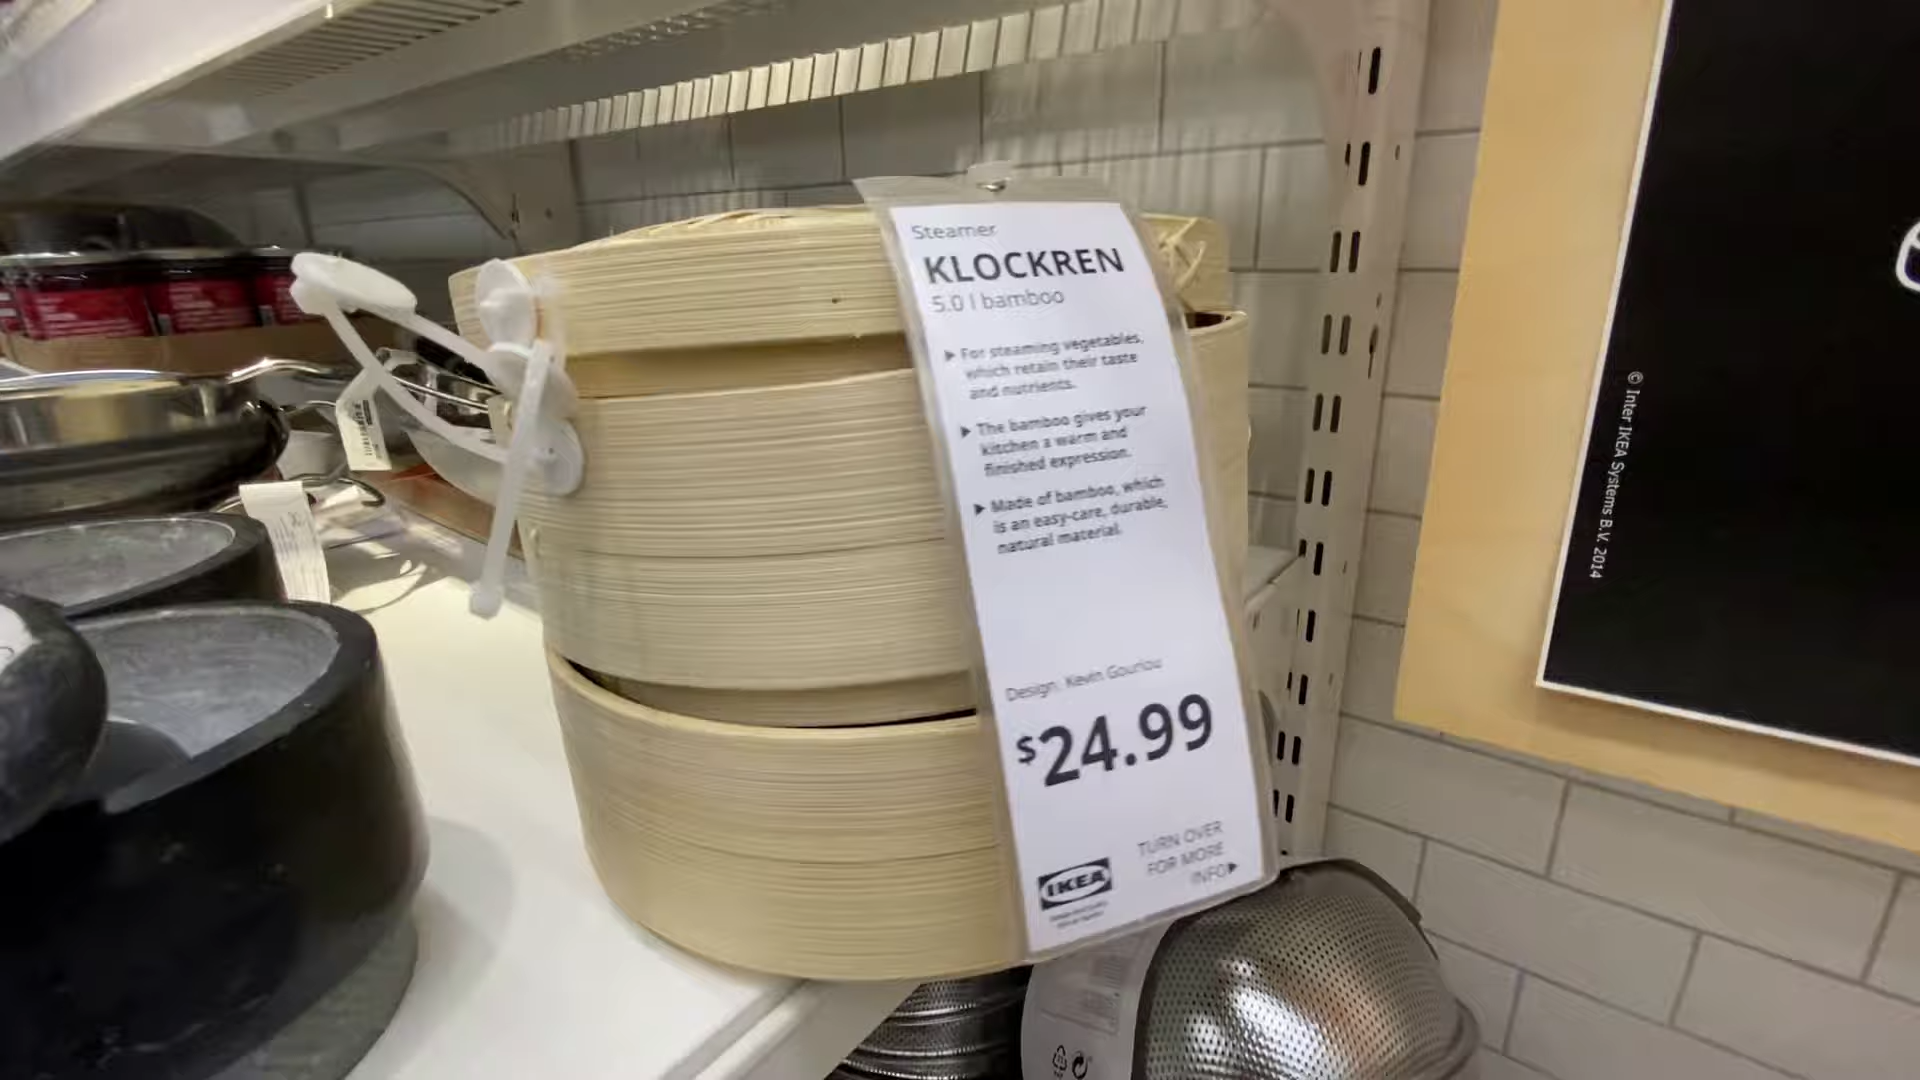 Steamer
KLOCKREN
5.0 l bamboo
▶ For steaming vegetables,
which retain their taste
and nutrients.
▶ The bamboo gives your
kitchen a warm and
finished expression.
▶ Made of bamboo, which
is an easy-care, durable,
natural material.
Design: Kevin Gouriou
$24.99
TURN OVER
FOR MORE
INFO▶
IKEA
© Inter IKEA Systems B.V. 2014